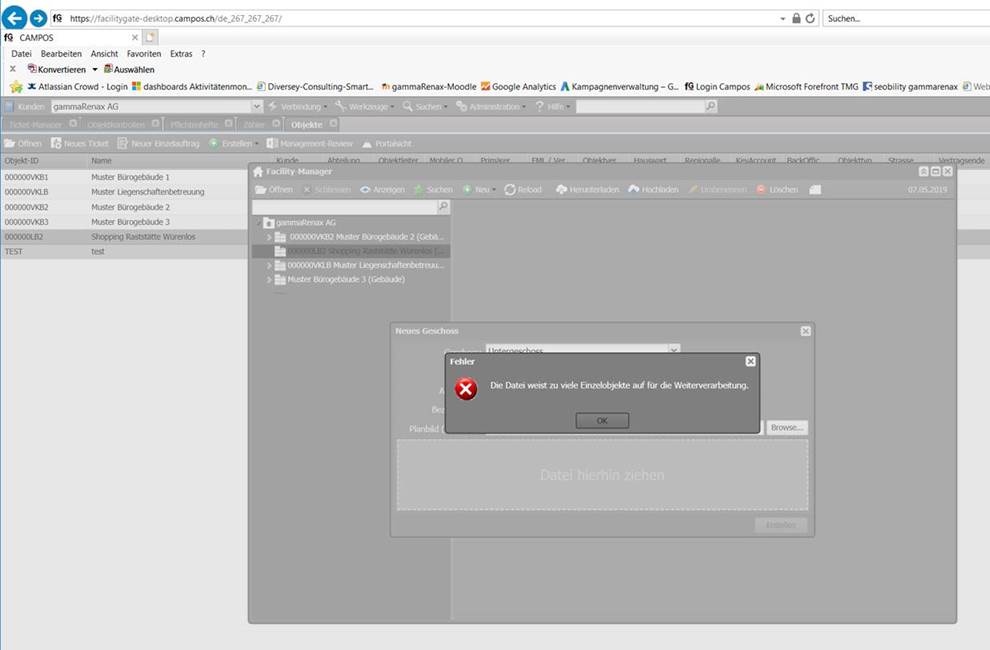 fG https://facilitygate-desktop.campos.ch/de_267_267_267/ Suchen...
fG CAMPOS
Datei Bearbeiten Ansicht Favoriten Extras ?
Konvertieren Auswählen
Atlassian Crowd - Login dashboards Aktivitätenmon... Diversey-Consulting-Smart... gammaRenax-Moodle Google Analytics Kampagnenverwaltung – G... fG Login Campos Microsoft Forefront TMG seobility gammarenax Web
Kunden gammaRenax AG Verbindung Werkzeuge Suchen Administration ? Hilfe
Ticket-Manager Objektkontrollen Pflichtenhefte Zähler Objekte
Öffnen Neues Ticket Neuer Einzelauftrag Erstellen Management-Review Portalsicht
Objekt-ID Name Kunde Abteilung Objektleiter Mobiler O. Primärer EML / Ver. Objektver. Hauswart Regionalle. KeyAccount BackOffic. Objekttyp Strasse Vertragsende
000000VKB1 Muster Bürogebäude 1
000000VKLB Muster Liegenschaftenbetreuung
000000VKB2 Muster Bürogebäude 2
000000VKB3 Muster Bürogebäude 3
000000LB2 Shopping Raststätte Würenlos
TEST test
Facility-Manager
Öffnen Schliessen Anzeigen Suchen Neu Reload Herunterladen Hochladen Umbenennen Löschen 07.05.2019
gammaRenax AG
000000VKB2 Muster Bürogebäude 2 (Gebä...
000000LB2 Shopping Raststätte Würenlos (...
000000VKLB Muster Liegenschaftenbetreuu...
Muster Bürogebäude 3 (Gebäude)
Neues Geschoss
Untergeschoss
Fehler
Die Datei weist zu viele Einzelobjekte auf für die Weiterverarbeitung.
OK
Planbild Browse...
Datei hierhin ziehen
Erstellen